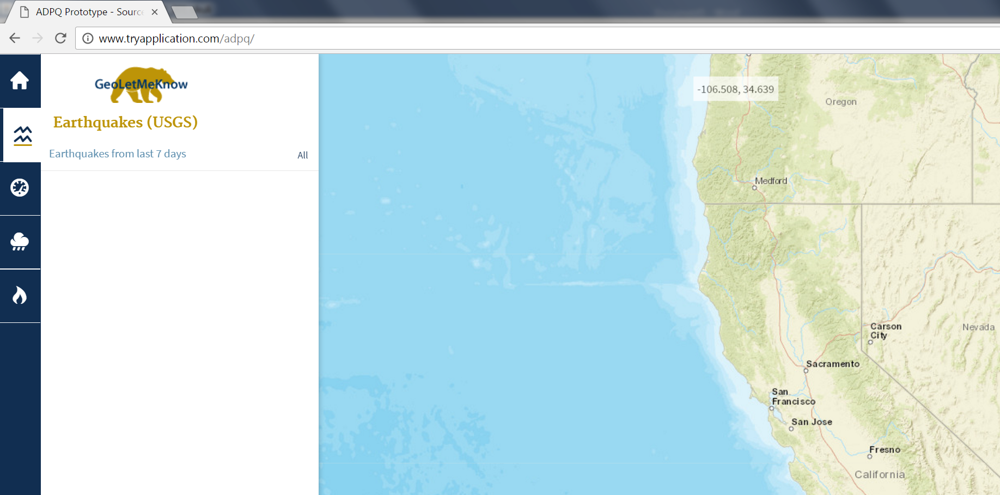 ADPQ Prototype - Source
www.tryapplication.com/adpq/
GeoLetMeKnow
Earthquakes (USGS)
Earthquakes from last 7 days
All
-106.508, 34.639
Oregon
Medford
Carson
City
Nevada
Sacramento
San
Francisco
San Jose
Fresno
California